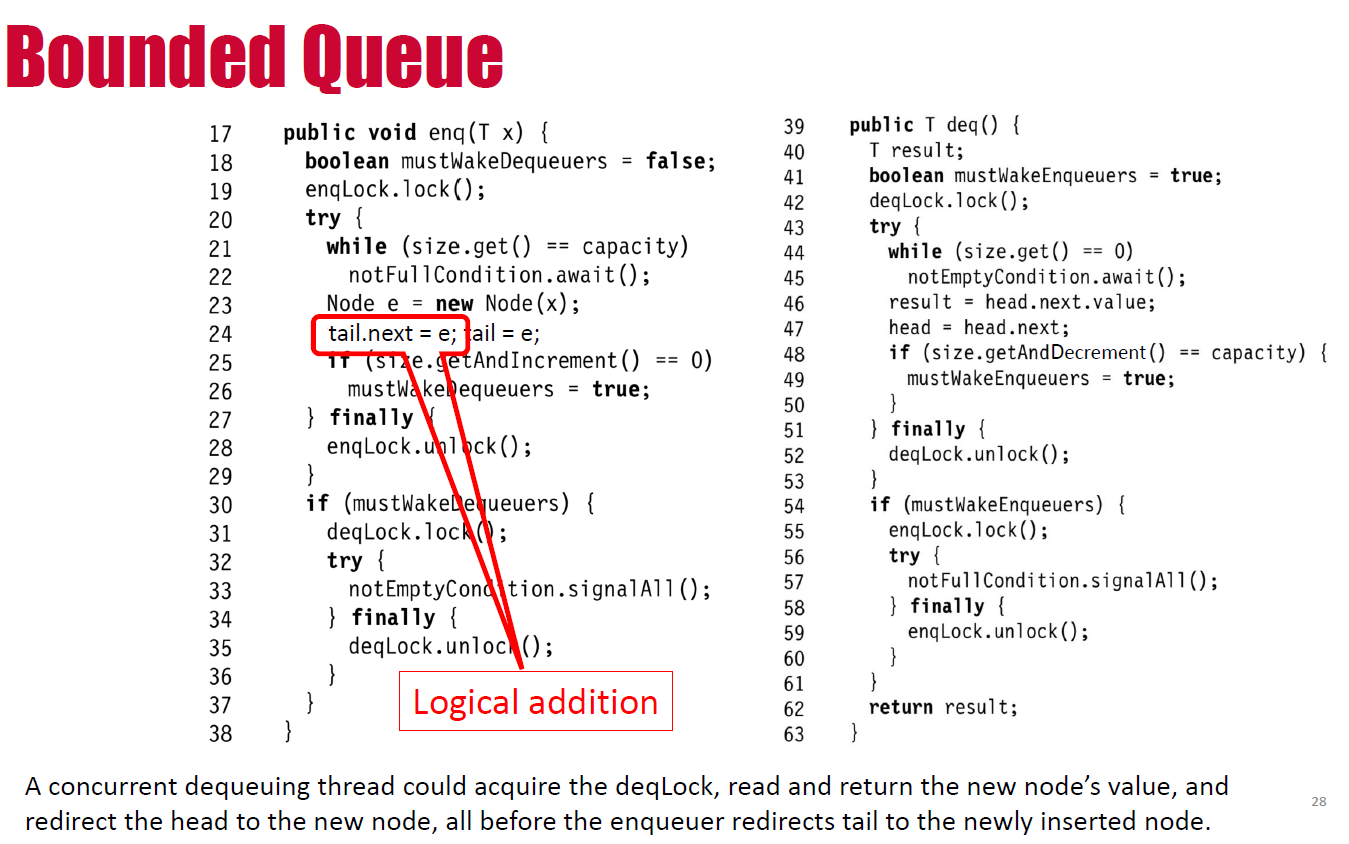 Bounded Queue
17 public void enq(T x) {
18 boolean mustWakeDequeuers = false;
19 enqLock.lock();
20 try {
21 while (size.get() == capacity)
22 notFullCondition.await();
23 Node e = new Node(x);
24 tail.next = e; tail = e;
25 if (size.getAndIncrement() == 0)
26 mustWakeDequeuers = true;
27 } finally {
28 enqLock.unlock();
29 }
30 if (mustWakeDequeuers) {
31 deqLock.lock();
32 try {
33 notEmptyCondition.signalAll();
34 } finally {
35 deqLock.unlock();
36 }
37 }
38 }
Logical addition
39 public T deq() {
40 T result;
41 boolean mustWakeEnqueuers = true;
42 deqLock.lock();
43 try {
44 while (size.get() == 0)
45 notEmptyCondition.await();
46 result = head.next.value;
47 head = head.next;
48 if (size.getAndDecrement() == capacity) {
49 mustWakeEnqueuers = true;
50 }
51 } finally {
52 deqLock.unlock();
53 }
54 if (mustWakeEnqueuers) {
55 enqLock.lock();
56 try {
57 notFullCondition.signalAll();
58 } finally {
59 enqLock.unlock();
60 }
61 }
62 return result;
63 }
A concurrent dequeuing thread could acquire the deqLock, read and return the new node’s value, and
redirect the head to the new node, all before the enqueuer redirects tail to the newly inserted node.
28